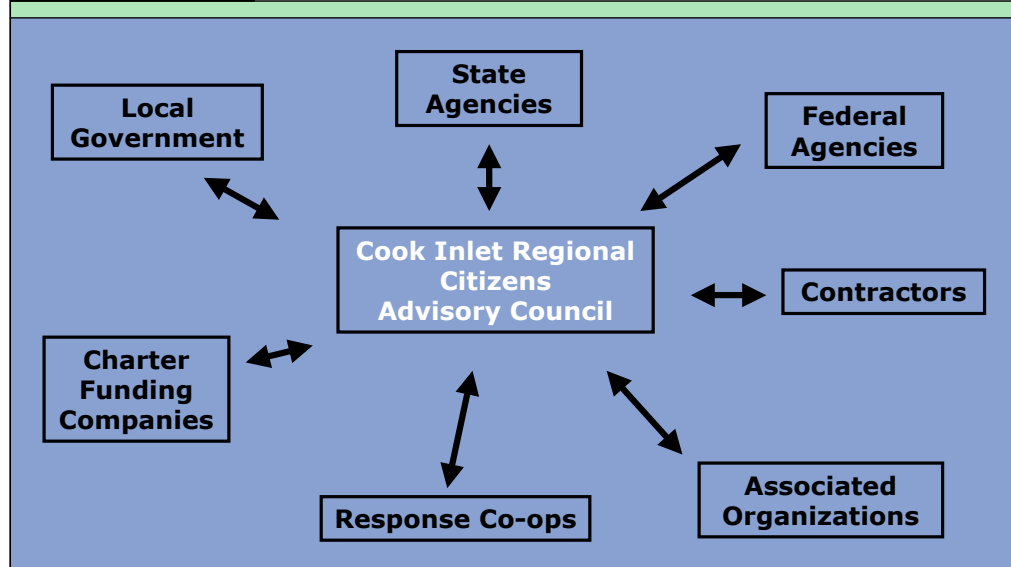 State
Agencies
Local
Government
Federal
Agencies
Cook Inlet Regional
Citizens
Advisory Council
Contractors
Charter
Funding
Companies
Associated
Organizations
Response Co-ops